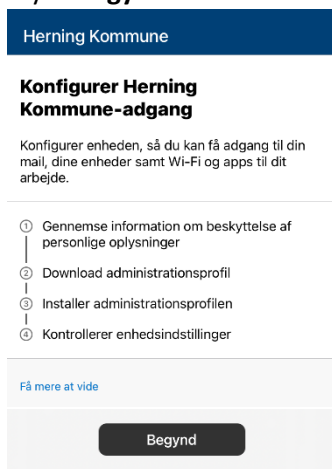 Herning Kommune
Konfigurer Herning
Kommune-adgang
Konfigurer enheden, så du kan få adgang til din
mail, dine enheder samt Wi-Fi og apps til dit
arbejde.
1 Gennemse information om beskyttelse af
personlige oplysninger
2 Download administrationsprofil
3 Installer administrationsprofilen
4 Kontrollerer enhedsindstillinger
Få mere at vide
Begynd